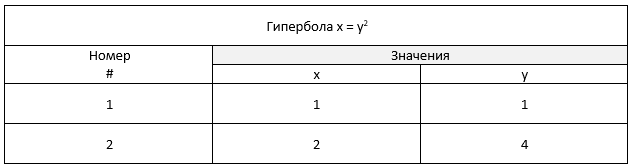 Гипербола x = y²
Номер
#
Значения
x
y
1
1
1
2
2
4